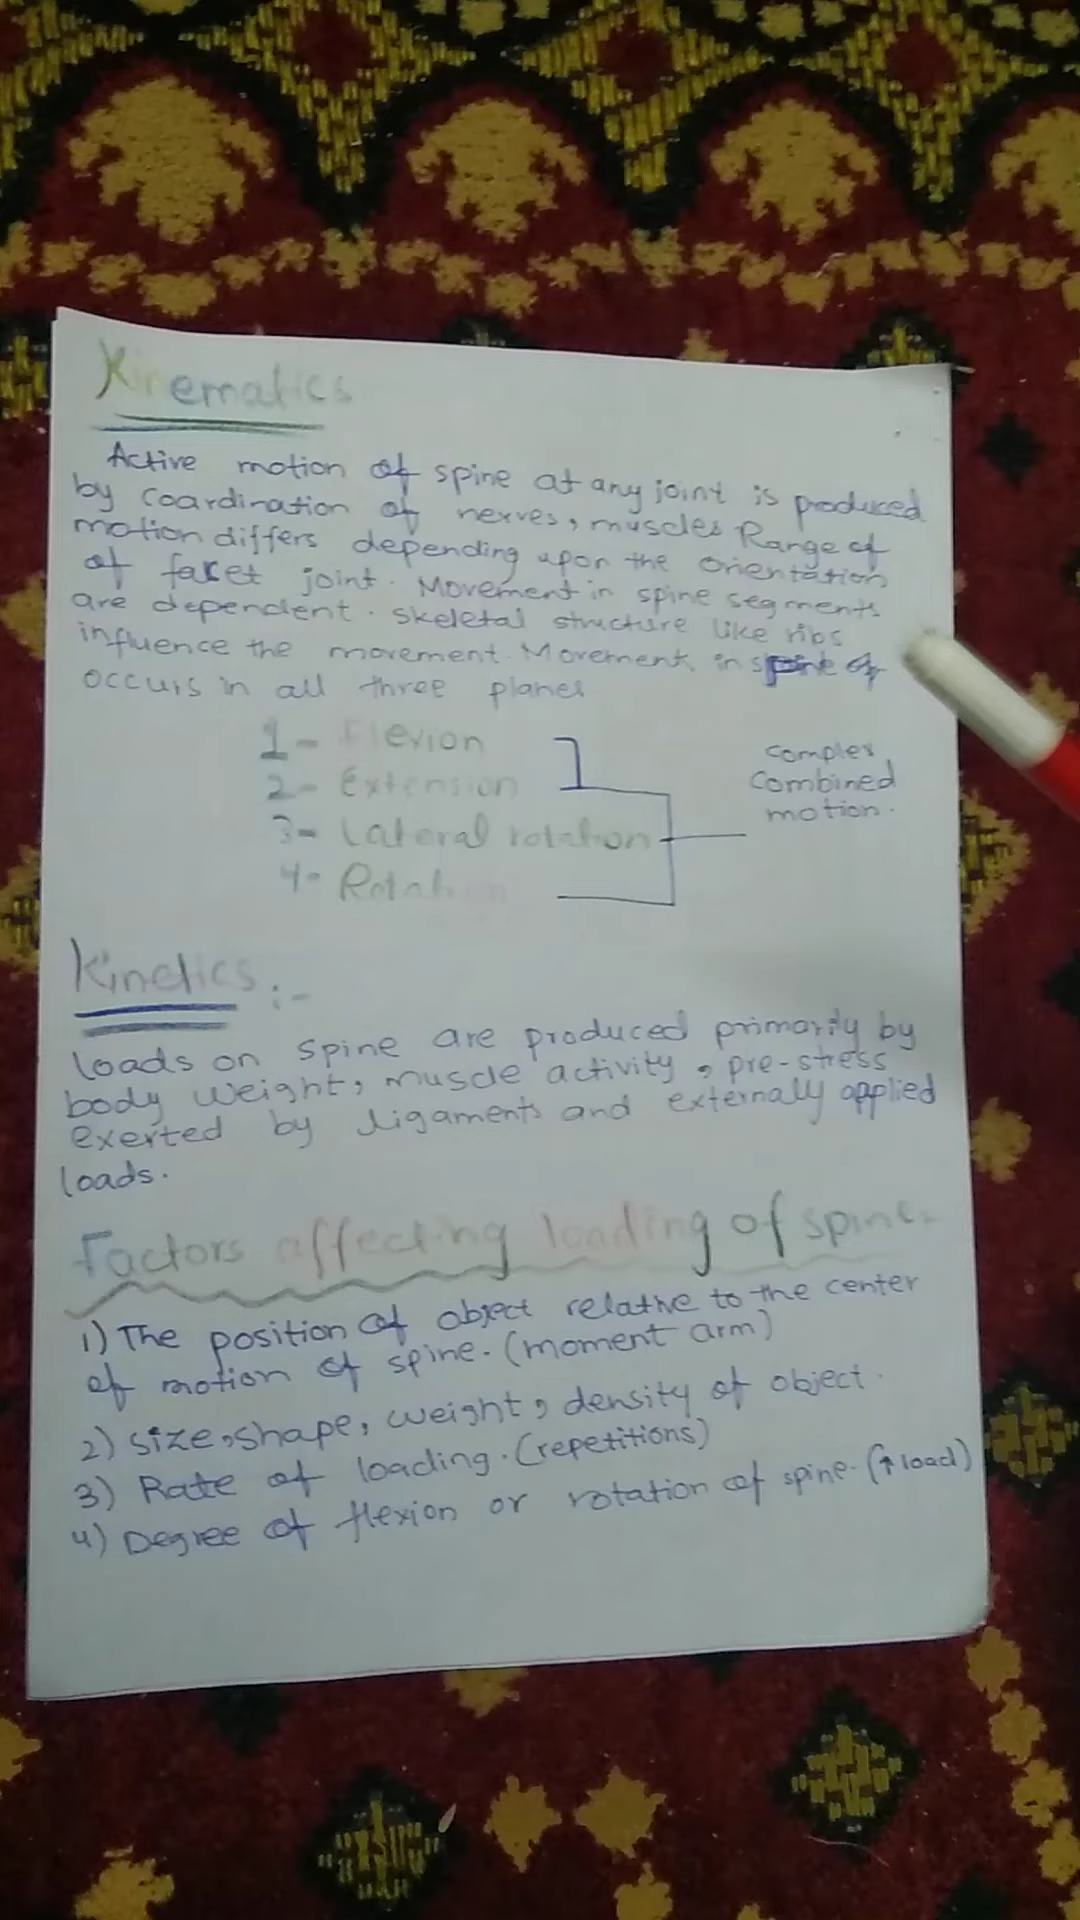 Kinematics
Active motion of spine at any joint is produced
by coardination of nerves, muscles Range of
motion differs depending upon the orientation
of facet joint. Movement in spine segments
are dependent. skeletal structure like ribs
influence the movement. Movement in spine of
occurs in all three planes
1- Flexion
2- Extension
3- Lateral rotation
4- Rotati
complex
combined
motion.
Kinetics :-
loads on spine are produced primarily by
body weight, muscle activity, pre-stress
exerted by ligaments and externally applied
loads.
Factors affecting loading of spine-
1) The position of object relative to the center
of motion of spine. (moment arm)
2) size, shape, weight, density of object.
3) Rate of loading. (repetitions)
4) Degree of flexion or rotation of spine. (↑ load)